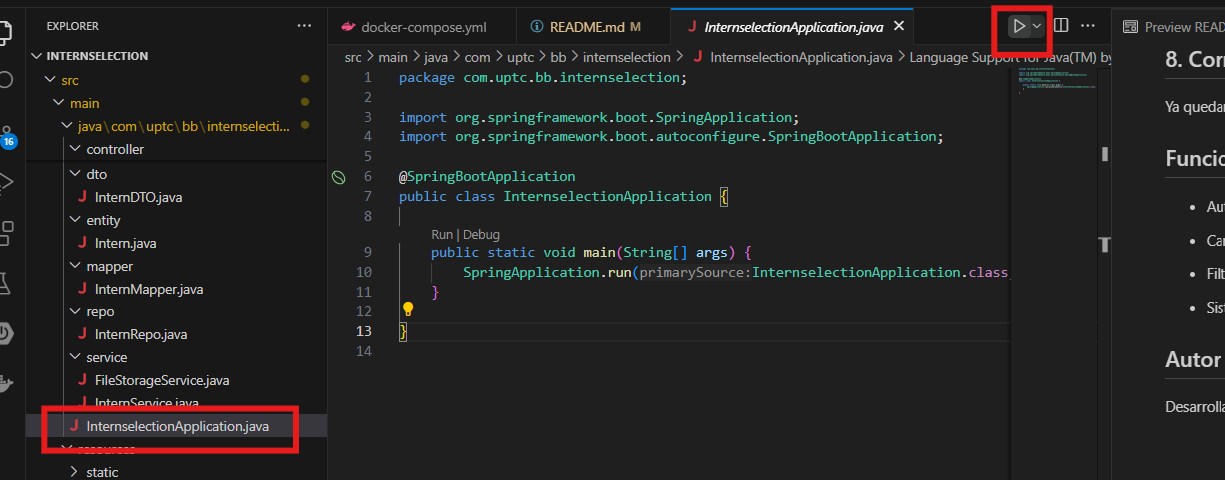 EXPLORER
INTERNSELECTION
src
main
java\com\uptc\bb\internselecti...
controller
dto
InternDTO.java
entity
Intern.java
mapper
InternMapper.java
repo
InternRepo.java
service
FileStorageService.java
InternService.java
InternselectionApplication.java
resources
static
16
docker-compose.yml
README.md M
InternselectionApplication.java
src > main > java > com > uptc > bb > internselection > InternselectionApplication.java > Language Support for Java(TM) by
1 package com.uptc.bb.internselection;
2
3 import org.springframework.boot.SpringApplication;
4 import org.springframework.boot.autoconfigure.SpringBootApplication;
5
6 @SpringBootApplication
7 public class InternselectionApplication {
8
Run | Debug
9 public static void main(String[] args) {
10 SpringApplication.run(primarySource:InternselectionApplication.class,
11 }
12
13 }
14
Preview READ
8. Cor
Ya quedar
Funcio
Aut
Car
Filt
Sist
Autor
Desarrolla